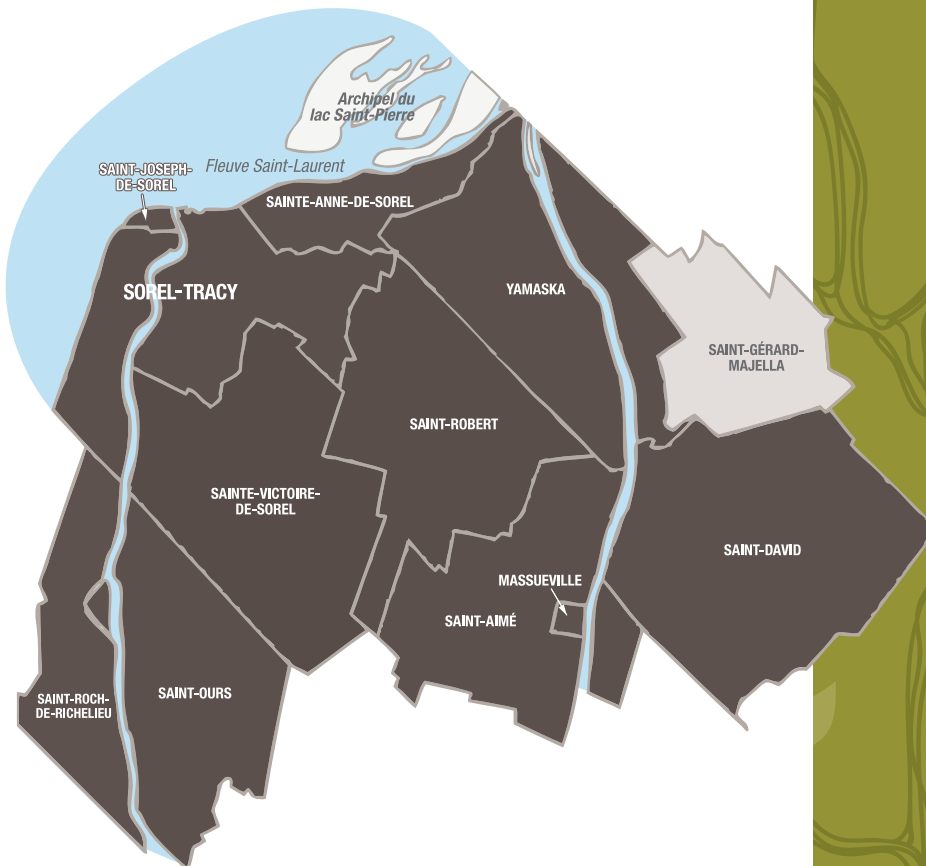 Archipel du
lac Saint-Pierre
Fleuve Saint-Laurent
SAINT-JOSEPH-
DE-SOREL
SAINTE-ANNE-DE-SOREL
SOREL-TRACY
YAMASKA
SAINT-GÉRARD-
MAJELLA
SAINT-ROBERT
SAINTE-VICTOIRE-
DE-SOREL
SAINT-DAVID
MASSUEVILLE
SAINT-AIMÉ
SAINT-ROCH-
DE-RICHELIEU
SAINT-OURS